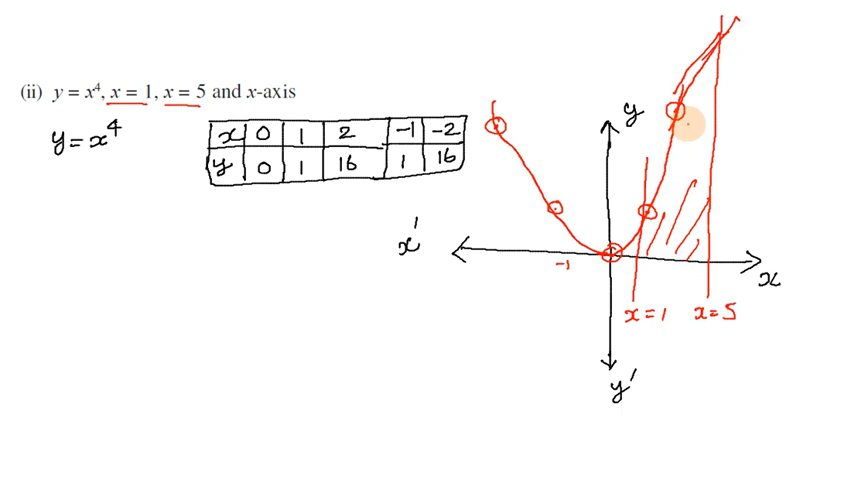 (ii) y = x⁴, x = 1, x = 5 and x-axis
y = x⁴
x 0 1 2 -1 -2
y 0 1 16 1 16
y
x'
-1
x
x = 1 x = 5
y'